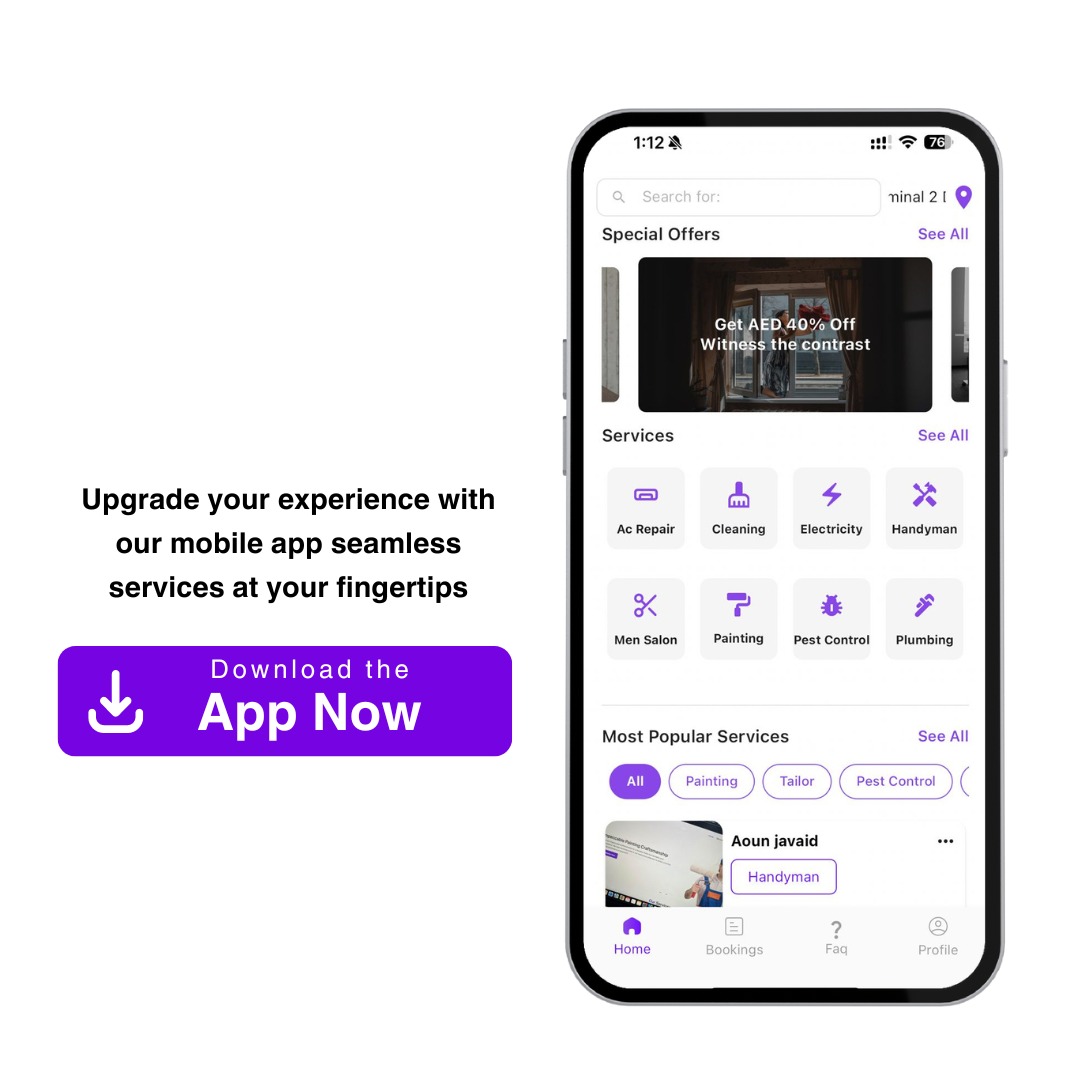 Upgrade your experience with
our mobile app seamless
services at your fingertips
Download the
App Now
1:12
76
Search for:
minal 2
Special Offers
See All
Get AED 40% Off
Witness the contrast
Services
See All
Ac Repair
Cleaning
Electricity
Handyman
Men Salon
Painting
Pest Control
Plumbing
Most Popular Services
See All
All
Painting
Tailor
Pest Control
Aoun javaid
Handyman
Home
Bookings
Faq
Profile